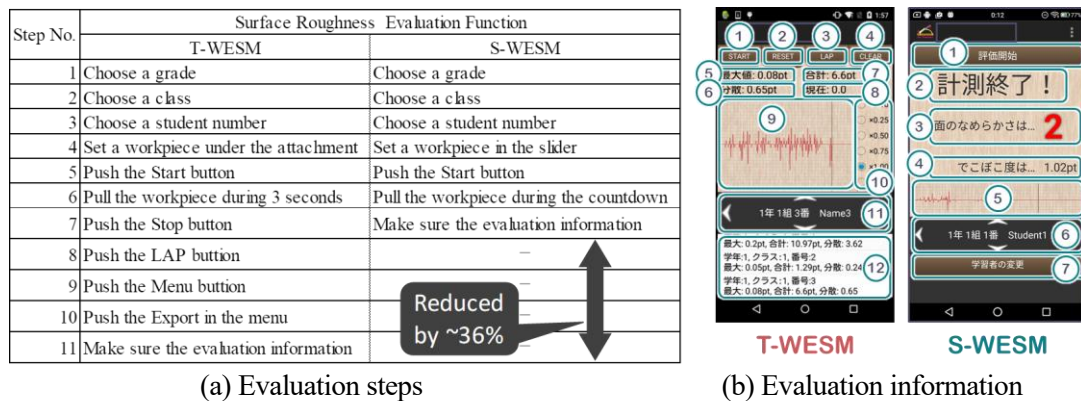 Surface Roughness Evaluation Function
Step No.
T-WESM S-WESM
1 Choose a grade Choose a grade
2 Choose a class Choose a class
3 Choose a student number Choose a student number
4 Set a workpiece under the attachment Set a workpiece in the slider
5 Push the Start button Push the Start button
6 Pull the workpiece during 3 seconds Pull the workpiece during the countdown
7 Push the Stop button Make sure the evaluation information
8 Push the LAP buttion –
9 Push the Menu button –
10 Push the Export in the menu –
11 Make sure the evaluation information –
Reduced
by ~36%
(a) Evaluation steps
1:57
1 2 3 4
START RESET LAP CLEAR
5 最大値: 0.08pt 合計: 6.6pt 7
6 分散: 0.65pt 現在: 0.0 8
9
×0.25
×0.50
×0.75
×1.00
10
1年 1組 3番 Name3 11
最大: 0.2pt, 合計: 10.97pt, 分散: 3.62
学年:1, クラス:1, 番号:2
最大: 0.05pt, 合計: 1.29pt, 分散: 0.24
学年:1, クラス:1, 番号:3
最大: 0.08pt, 合計: 6.6pt, 分散: 0.65
12
T-WESM
0:12 77%
1 評価開始
2 計測終了！
3 面のなめらかさは... 2
4 でこぼこ度は... 1.02pt
5
1年 1組 1番 Student1 6
学習者の変更 7
S-WESM
(b) Evaluation information